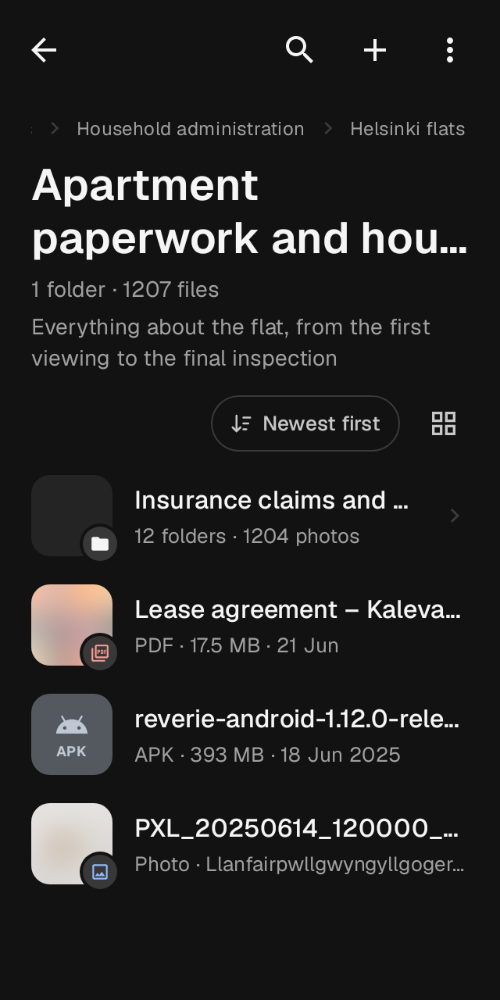 Household administration > Helsinki flats
Apartment
paperwork and hou...
1 folder · 1207 files
Everything about the flat, from the first
viewing to the final inspection
Newest first
Insurance claims and ...
12 folders · 1204 photos
Lease agreement – Kaleva...
PDF · 17.5 MB · 21 Jun
PDF
reverie-android-1.12.0-rele...
APK · 393 MB · 18 Jun 2025
APK
PXL_20250614_120000_...
Photo · Llanfairpwllgwyngyllgoger...